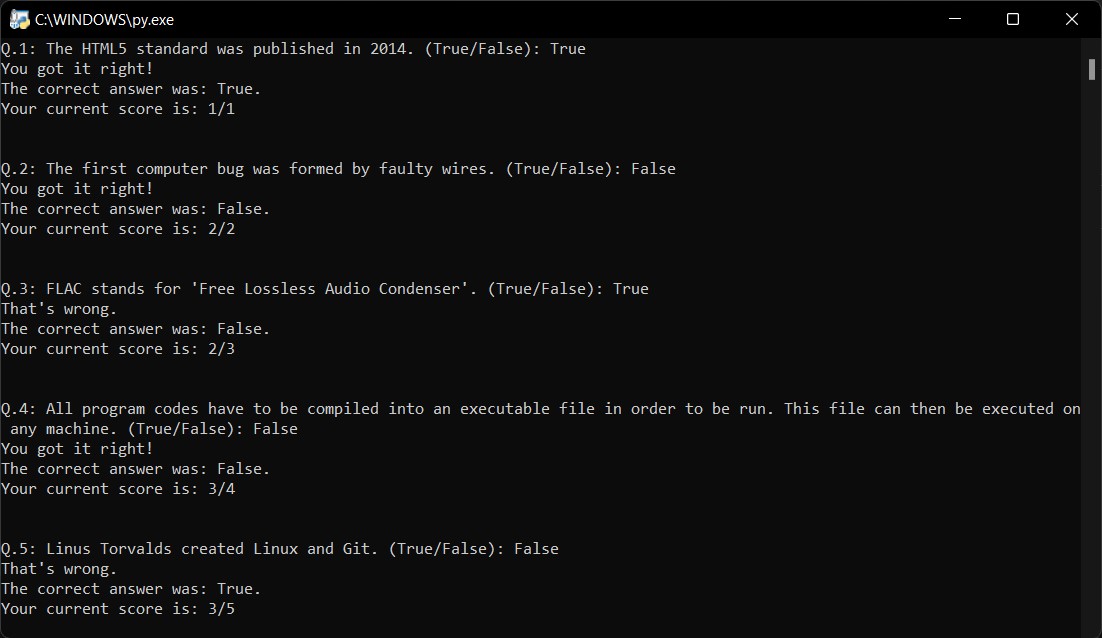 C:\WINDOWS\py.exe
Q.1: The HTML5 standard was published in 2014. (True/False): True
You got it right!
The correct answer was: True.
Your current score is: 1/1
Q.2: The first computer bug was formed by faulty wires. (True/False): False
You got it right!
The correct answer was: False.
Your current score is: 2/2
Q.3: FLAC stands for 'Free Lossless Audio Condenser'. (True/False): True
That's wrong.
The correct answer was: False.
Your current score is: 2/3
Q.4: All program codes have to be compiled into an executable file in order to be run. This file can then be executed on
any machine. (True/False): False
You got it right!
The correct answer was: False.
Your current score is: 3/4
Q.5: Linus Torvalds created Linux and Git. (True/False): False
That's wrong.
The correct answer was: True.
Your current score is: 3/5